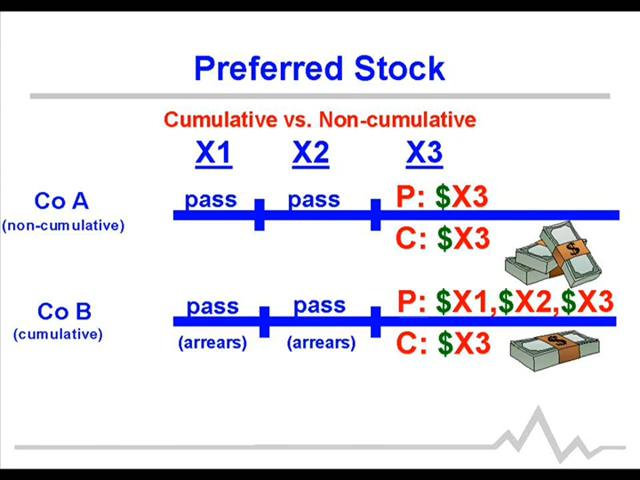 Preferred Stock
Cumulative vs. Non-cumulative
X1 X2 X3
Co A
(non-cumulative)
pass pass P: $X3
C: $X3
$
Co B
(cumulative)
pass pass P: $X1,$X2,$X3
(arrears) (arrears) C: $X3
$